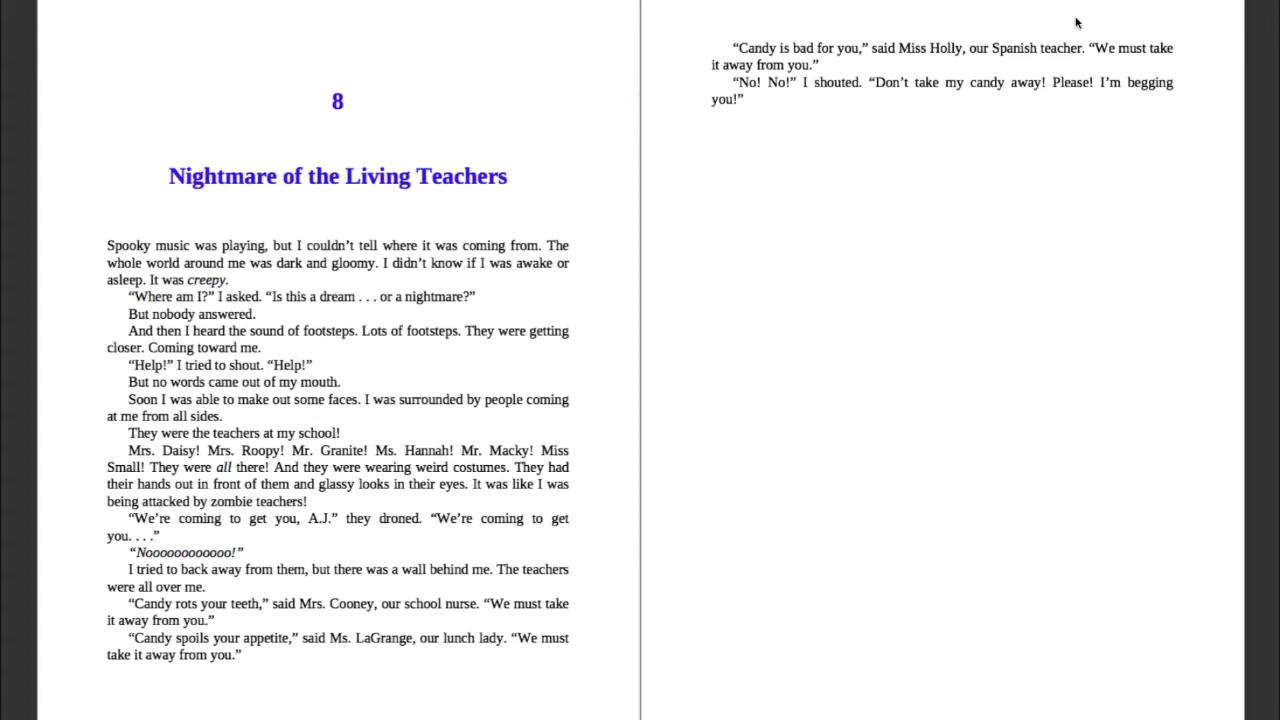 8
Nightmare of the Living Teachers
Spooky music was playing, but I couldn’t tell where it was coming from. The
whole world around me was dark and gloomy. I didn’t know if I was awake or
asleep. It was creepy.
“Where am I?” I asked. “Is this a dream . . . or a nightmare?”
But nobody answered.
And then I heard the sound of footsteps. Lots of footsteps. They were getting
closer. Coming toward me.
“Help!” I tried to shout. “Help!”
But no words came out of my mouth.
Soon I was able to make out some faces. I was surrounded by people coming
at me from all sides.
They were the teachers at my school!
Mrs. Daisy! Mrs. Roopy! Mr. Granite! Ms. Hannah! Mr. Macky! Miss
Small! They were all there! And they were wearing weird costumes. They had
their hands out in front of them and glassy looks in their eyes. It was like I was
being attacked by zombie teachers!
“We’re coming to get you, A.J.” they droned. “We’re coming to get
you. . . .”
“Noooooooooooo!”
I tried to back away from them, but there was a wall behind me. The teachers
were all over me.
“Candy rots your teeth,” said Mrs. Cooney, our school nurse. “We must take
it away from you.”
“Candy spoils your appetite,” said Ms. LaGrange, our lunch lady. “We must
take it away from you.”
“Candy is bad for you,” said Miss Holly, our Spanish teacher. “We must take
it away from you.”
“No! No!” I shouted. “Don’t take my candy away! Please! I’m begging
you!”